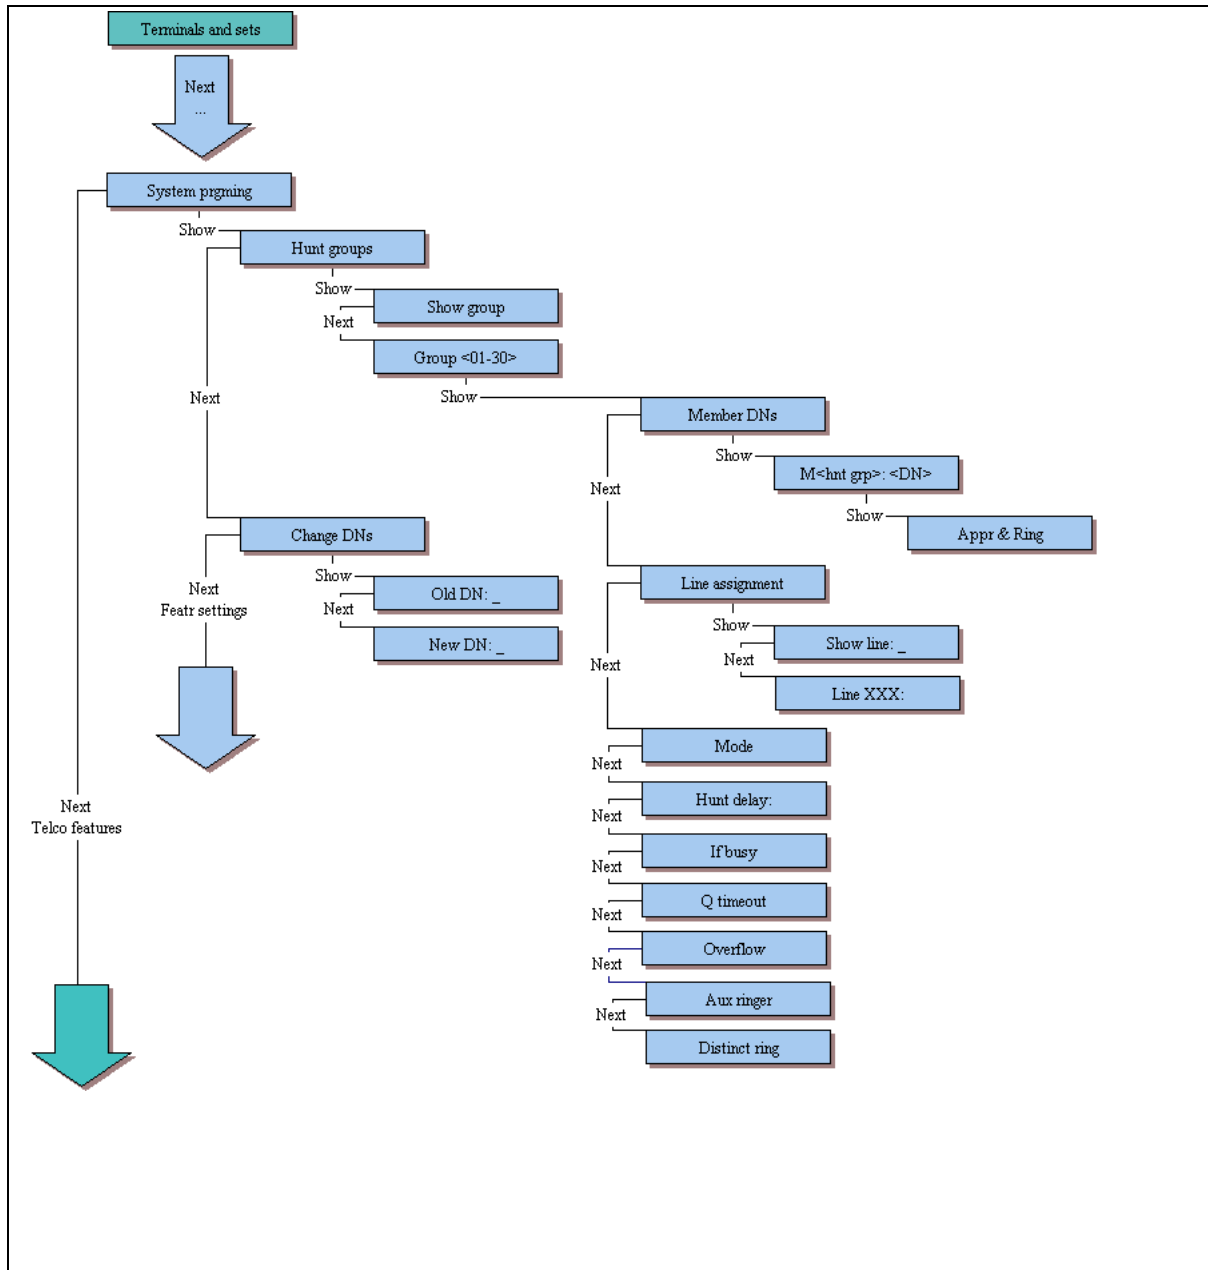 Terminals and sets
Next
...
System prgming
Show
Hunt groups
Show
Show group
Next
Group <01-30>
Next
Show
Member DNs
Show
M<hnt grp>: <DN>
Next
Show
Appr & Ring
Change DNs
Show
Line assignment
Next
Featr settings
Old DN: _
Next
New DN: _
Show
Show line: _
Next
Next
Line XXX:
Mode
Next
Hunt delay:
Next
Telco features
Next
If busy
Next
Q timeout
Next
Overflow
Next
Aux ringer
Next
Distinct ring